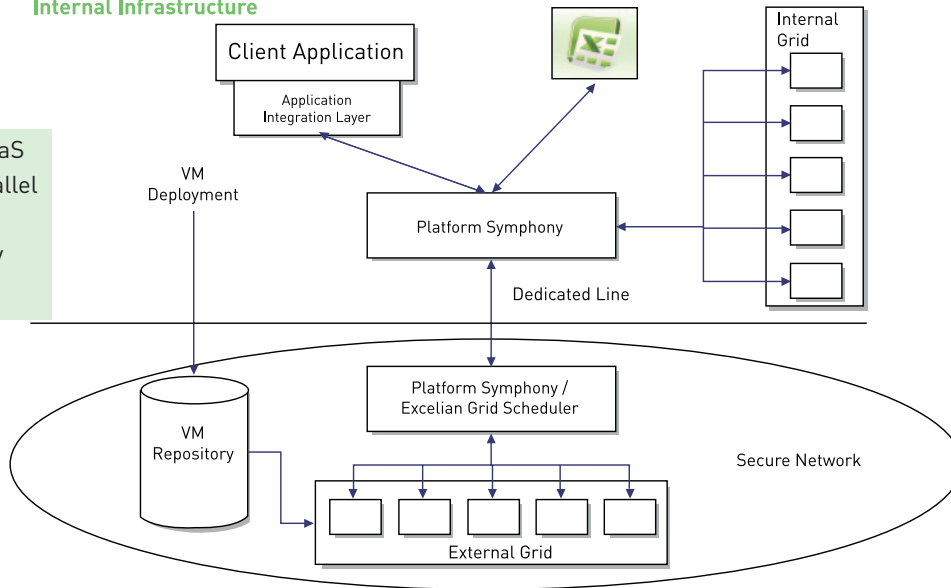 Internal Infrastructure
Client Application
Application
Integration Layer
Internal
Grid
VM
Deployment
Platform Symphony
Dedicated Line
Platform Symphony /
Excelian Grid Scheduler
VM
Repository
Secure Network
External Grid